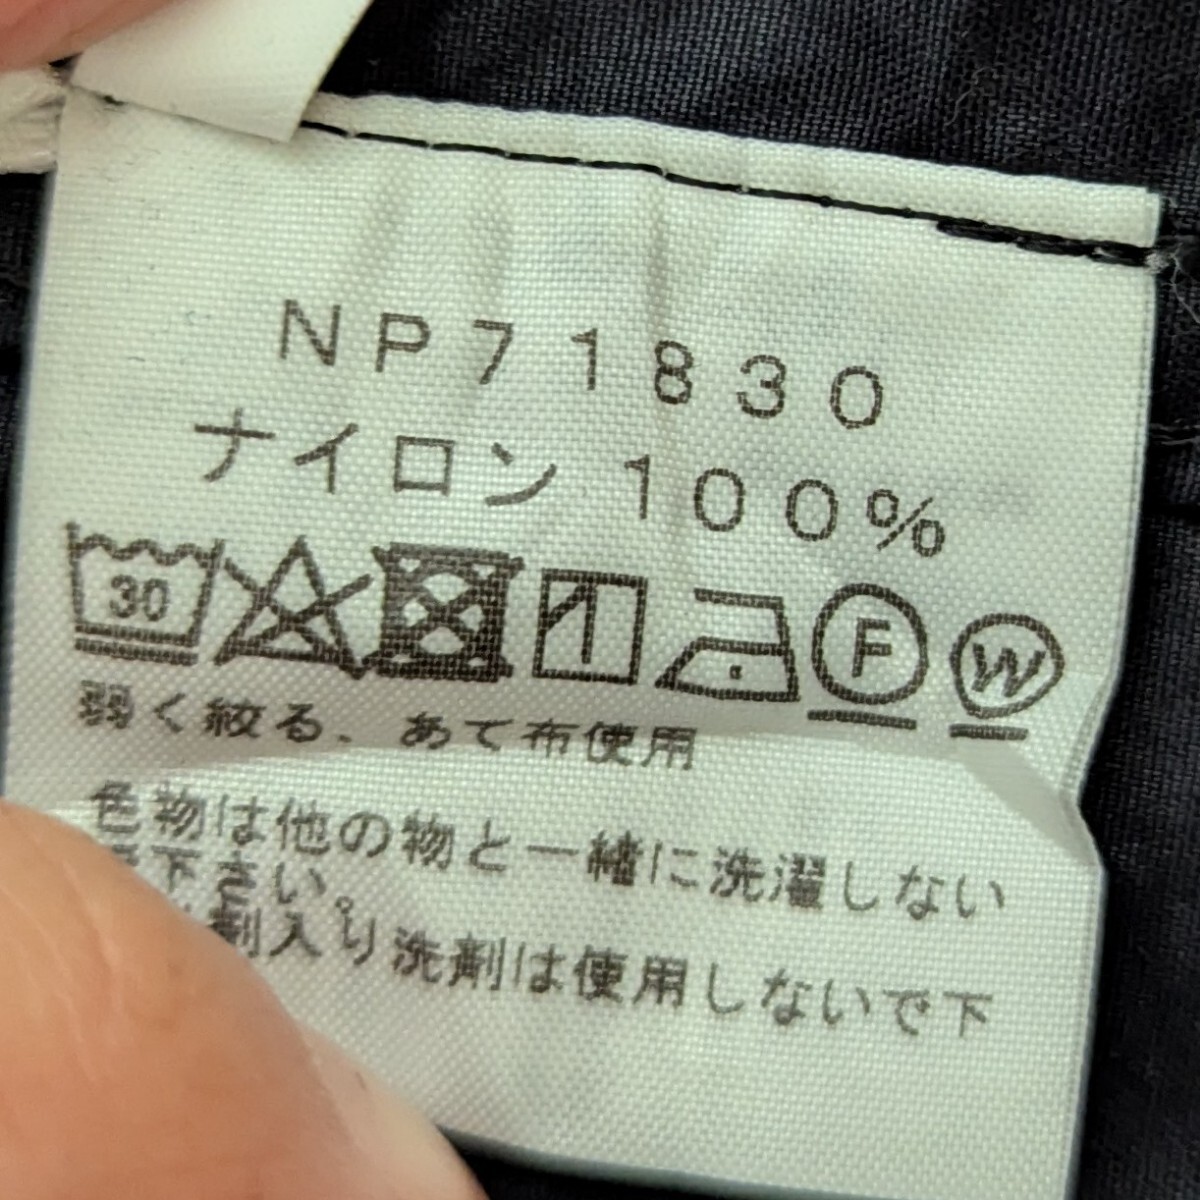 NP71830
ナイロン 100%
30 F W
弱く絞る、あて布使用
色物は他の物と一緒に洗濯しない
下さい。
剤入り洗剤は使用しないで下